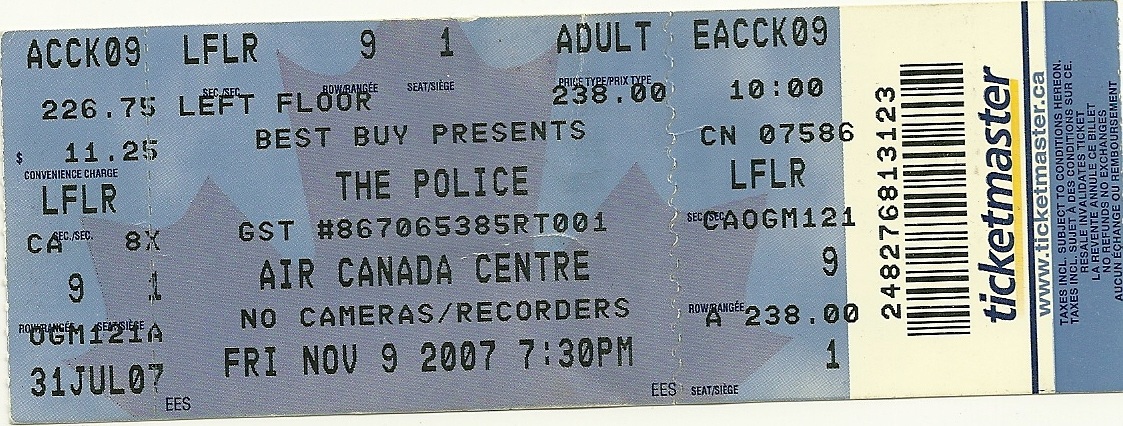 ACCK09 LFLR 9 1 ADULT EACCK09
SEC./SEC. ROW/RANGÉE SEAT/SIÈGE PRICE TYPE/PRIX TYPE
226.75 LEFT FLOOR 238.00 10:00
BEST BUY PRESENTS CN 07586
$ 11.25
CONVENIENCE CHARGE
THE POLICE LFLR
LFLR
SEC./SEC. SEC./SEC.
CA 8X GST #867065385RT001 CAOGM121
9 1 AIR CANADA CENTRE 9
ROW/RANGÉE SEAT/SIÈGE ROW/RANGÉE
OGM121A NO CAMERAS/RECORDERS A 238.00
31JUL07 FRI NOV 9 2007 7:30PM 1
EES EES SEAT/SIÈGE
248276813123
ticketmaster
www.ticketmaster.ca
TAXES INCL. SUBJECT TO CONDITIONS HEREON.
TAXES INCL. SUJET À DES CONDITIONS SUR CE.
RESALE INVALIDATES TICKET
LA REVENTE ANNULE CE BILLET
NO REFUNDS NO EXCHANGES
AUCUN ÉCHANGE OU REMBOURSEMENT